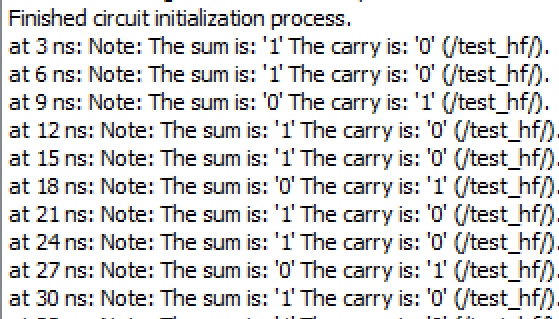 Finished circuit initialization process.
at 3 ns: Note: The sum is: '1' The carry is: '0' (/test_hf/).
at 6 ns: Note: The sum is: '1' The carry is: '0' (/test_hf/).
at 9 ns: Note: The sum is: '0' The carry is: '1' (/test_hf/).
at 12 ns: Note: The sum is: '1' The carry is: '0' (/test_hf/).
at 15 ns: Note: The sum is: '1' The carry is: '0' (/test_hf/).
at 18 ns: Note: The sum is: '0' The carry is: '1' (/test_hf/).
at 21 ns: Note: The sum is: '1' The carry is: '0' (/test_hf/).
at 24 ns: Note: The sum is: '1' The carry is: '0' (/test_hf/).
at 27 ns: Note: The sum is: '0' The carry is: '1' (/test_hf/).
at 30 ns: Note: The sum is: '1' The carry is: '0' (/test_hf/).